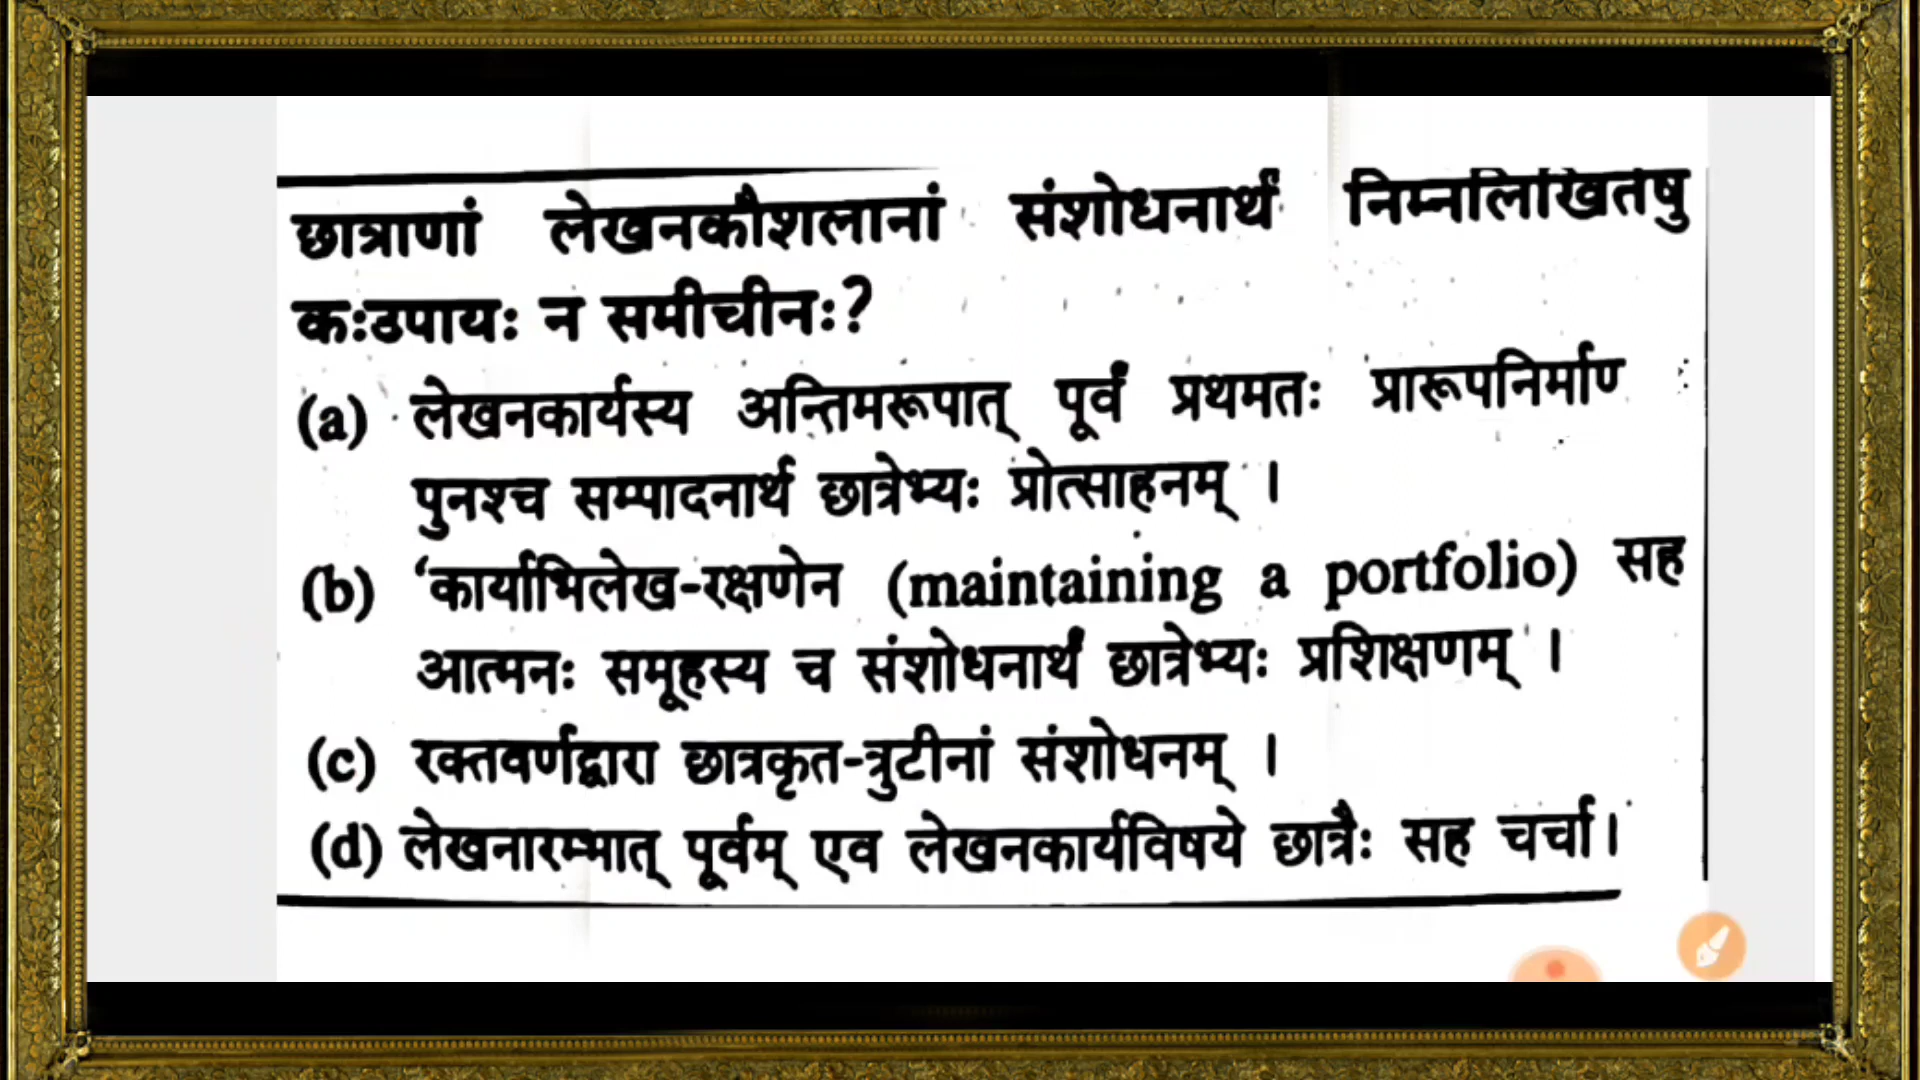 छात्राणां लेखनकौशलानां संशोधनार्थं निम्नलिखितेषु
कःउपायः न समीचीनः?
(a) लेखनकार्यस्य अन्तिमरूपात् पूर्वं प्रथमतः प्रारूपनिर्माण
पुनश्च सम्पादनार्थ छात्रेभ्यः प्रोत्साहनम् ।
(b) ‘कार्याभिलेख-रक्षणेन (maintaining a portfolio) सह
आत्मनः समूहस्य च संशोधनार्थं छात्रेभ्यः प्रशिक्षणम् ।
(c) रक्तवर्णद्वारा छात्रकृत-त्रुटीनां संशोधनम् ।
(d) लेखनारम्भात् पूर्वम् एव लेखनकार्यविषये छात्रैः सह चर्चा।